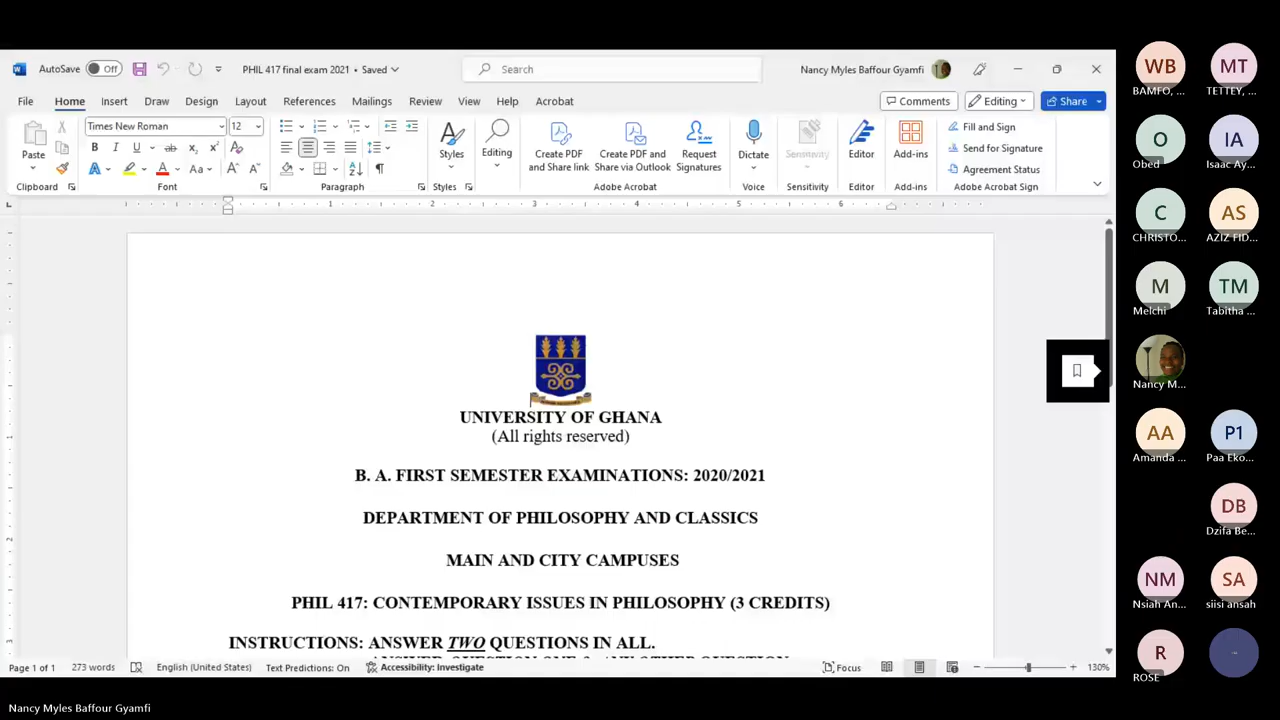 AutoSave Off
PHIL 417 final exam 2021 • Saved
Search
Nancy Myles Baffour Gyamfi
File Home Insert Draw Design Layout References Mailings Review View Help Acrobat
Comments Editing Share
Times New Roman 12
Paste
Styles
Editing
Create PDF and Share link
Create PDF and Share via Outlook
Request Signatures
Dictate
Sensitivity
Editor
Add-ins
Fill and Sign
Send for Signature
Agreement Status
Clipboard Font Paragraph Styles Adobe Acrobat Voice Sensitivity Editor Add-ins Adobe Acrobat Sign
1 2 3 4 5 6
UNIVERSITY OF GHANA
(All rights reserved)
B. A. FIRST SEMESTER EXAMINATIONS: 2020/2021
DEPARTMENT OF PHILOSOPHY AND CLASSICS
MAIN AND CITY CAMPUSES
PHIL 417: CONTEMPORARY ISSUES IN PHILOSOPHY (3 CREDITS)
INSTRUCTIONS: ANSWER TWO QUESTIONS IN ALL.
Page 1 of 1 273 words English (United States) Text Predictions: On Accessibility: Investigate Focus 130%
WB MT
BAMFO, ... TETTEY, ...
O IA
Obed Isaac Ay...
C AS
CHRISTO... AZIZ FID...
M TM
Melchi Tabitha ...
Nancy M...
AA P1
Amanda ... Paa Eko...
DB
Dzifa Be...
NM SA
Nsiah An... siisi ansah
R
ROSE
Nancy Myles Baffour Gyamfi